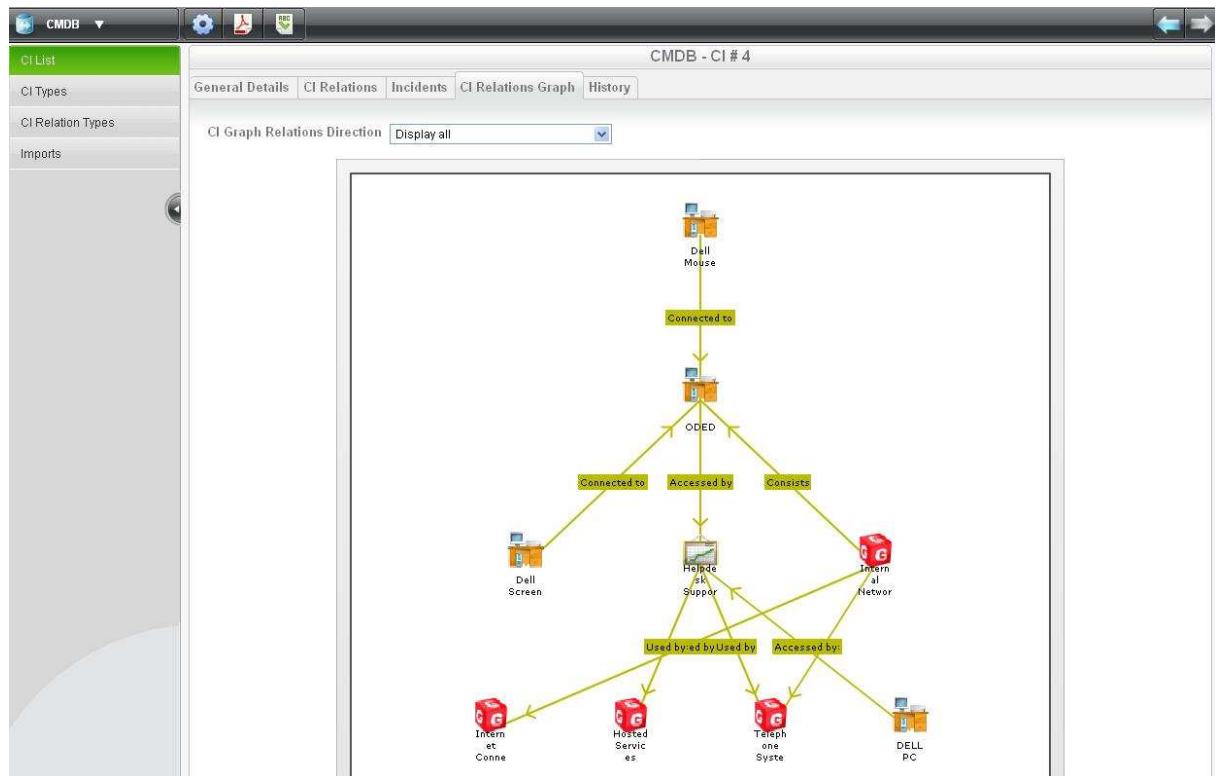 CMDB
ABC
CMDB - CI # 4
CI List
CI Types
CI Relation Types
Imports
General Details
CI Relations
Incidents
CI Relations Graph
History
CI Graph Relations Direction
Display all
Dell
Mouse
Connected to
ODED
Connected to
Accessed by
Consists
Dell
Screen
Helpde
sk
Suppor
Intern
al
Networ
Used by
ed by
Used by
Accessed by
Intern
et
Conne
Hosted
Servic
es
Teleph
one
Syste
DELL
PC